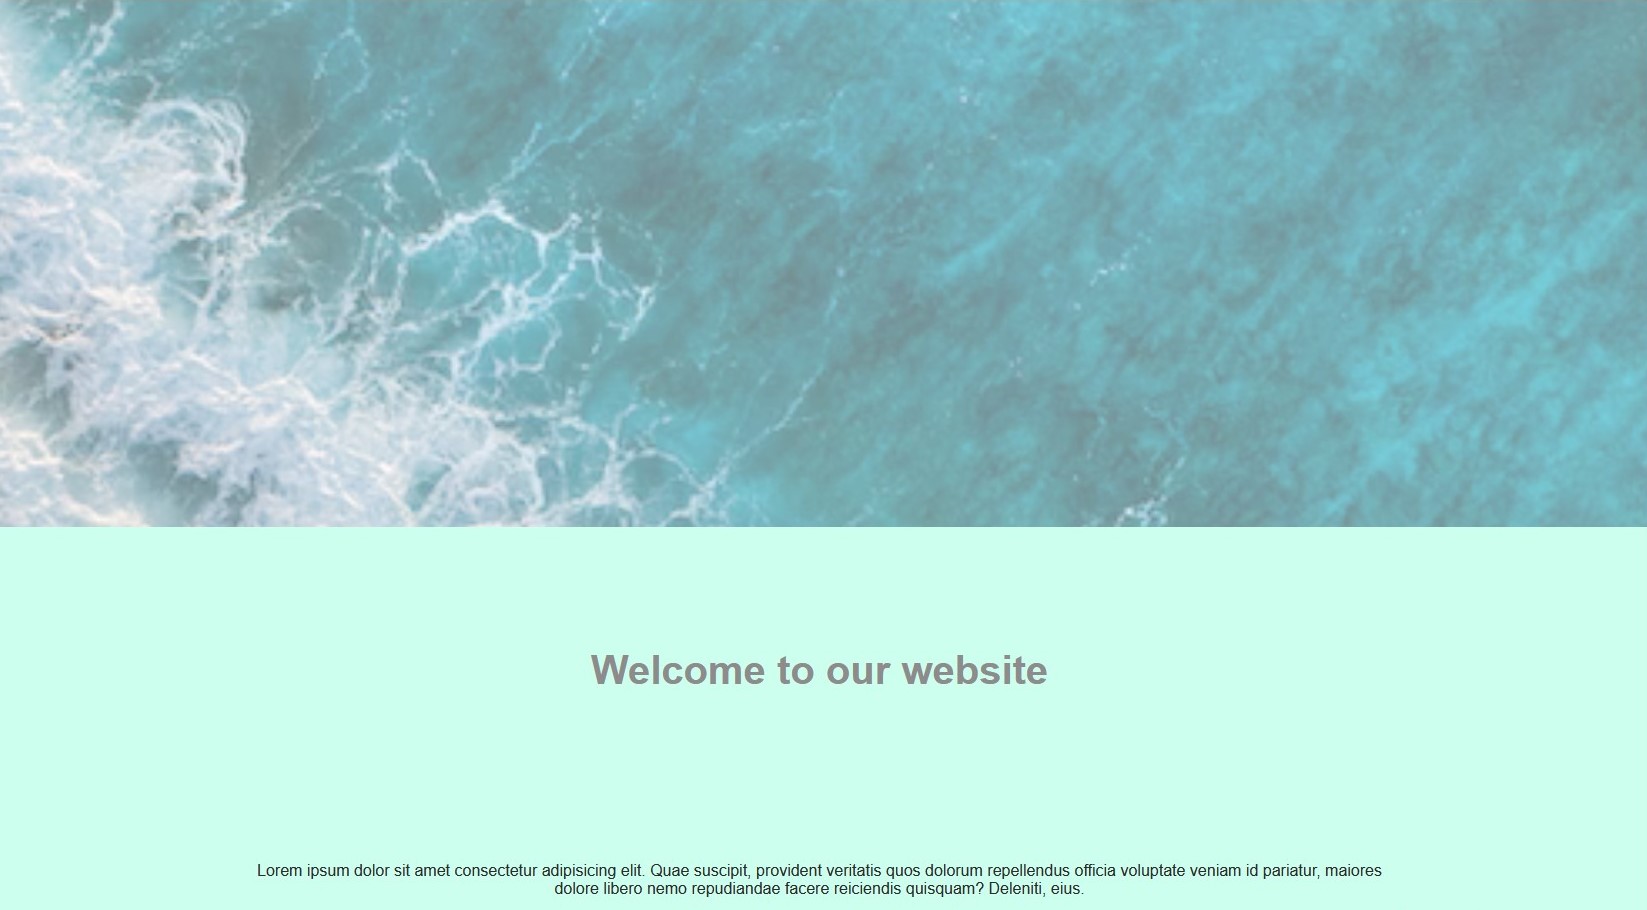 Welcome to our website
Lorem ipsum dolor sit amet consectetur adipisicing elit. Quae suscipit, provident veritatis quos dolorum repellendus officia voluptate veniam id pariatur, maiores
dolore libero nemo repudiandae facere reiciendis quisquam? Deleniti, eius.